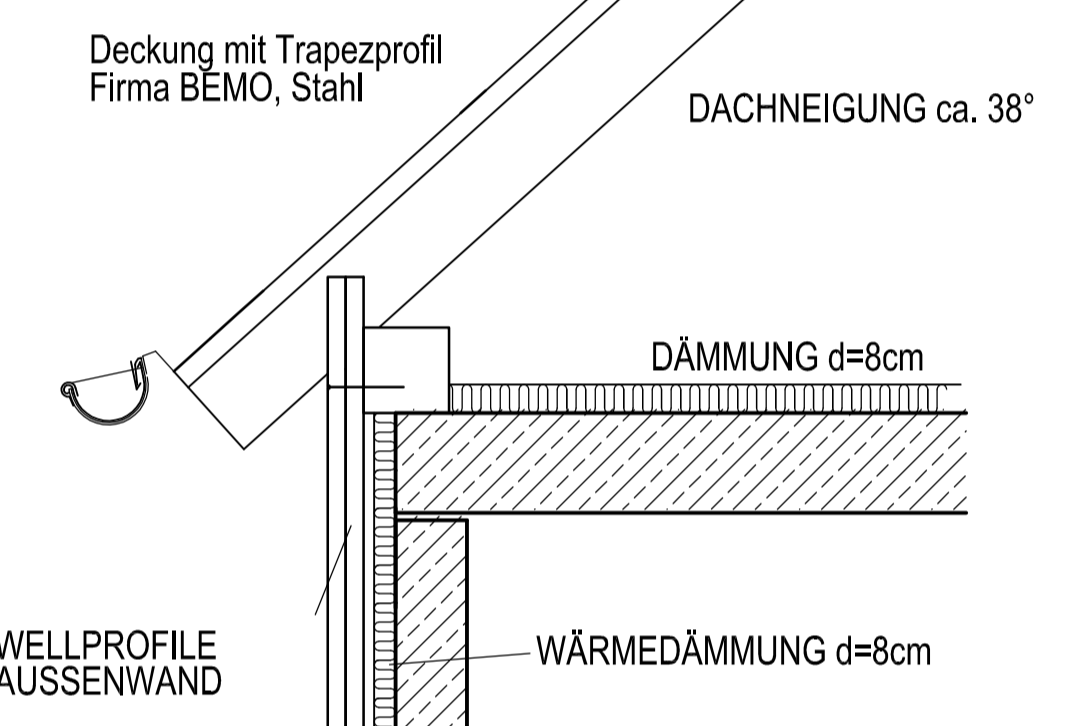 Deckung mit Trapezprofil
Firma BEMO, Stahl
DACHNEIGUNG ca. 38°
DÄMMUNG d=8cm
WELLPROFILE
AUSSENWAND
WÄRMEDÄMMUNG d=8cm